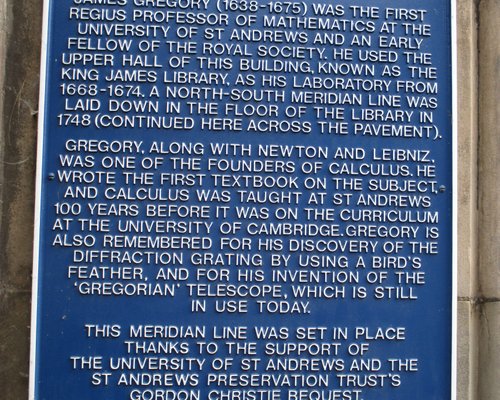 JAMES GREGORY (1638-1675) WAS THE FIRST
REGIUS PROFESSOR OF MATHEMATICS AT THE
UNIVERSITY OF ST ANDREWS AND AN EARLY
FELLOW OF THE ROYAL SOCIETY. HE USED THE
UPPER HALL OF THIS BUILDING, KNOWN AS THE
KING JAMES LIBRARY, AS HIS LABORATORY FROM
1668-1674. A NORTH-SOUTH MERIDIAN LINE WAS
LAID DOWN IN THE FLOOR OF THE LIBRARY IN
1748 (CONTINUED HERE ACROSS THE PAVEMENT).
GREGORY, ALONG WITH NEWTON AND LEIBNIZ,
WAS ONE OF THE FOUNDERS OF CALCULUS. HE
WROTE THE FIRST TEXTBOOK ON THE SUBJECT,
AND CALCULUS WAS TAUGHT AT ST ANDREWS
100 YEARS BEFORE IT WAS ON THE CURRICULUM
AT THE UNIVERSITY OF CAMBRIDGE. GREGORY IS
ALSO REMEMBERED FOR HIS DISCOVERY OF THE
DIFFRACTION GRATING BY USING A BIRD'S
FEATHER, AND FOR HIS INVENTION OF THE
'GREGORIAN' TELESCOPE, WHICH IS STILL
IN USE TODAY.
THIS MERIDIAN LINE WAS SET IN PLACE
THANKS TO THE SUPPORT OF
THE UNIVERSITY OF ST ANDREWS AND THE
ST ANDREWS PRESERVATION TRUST'S
GORDON CHRISTIE BEQUEST.